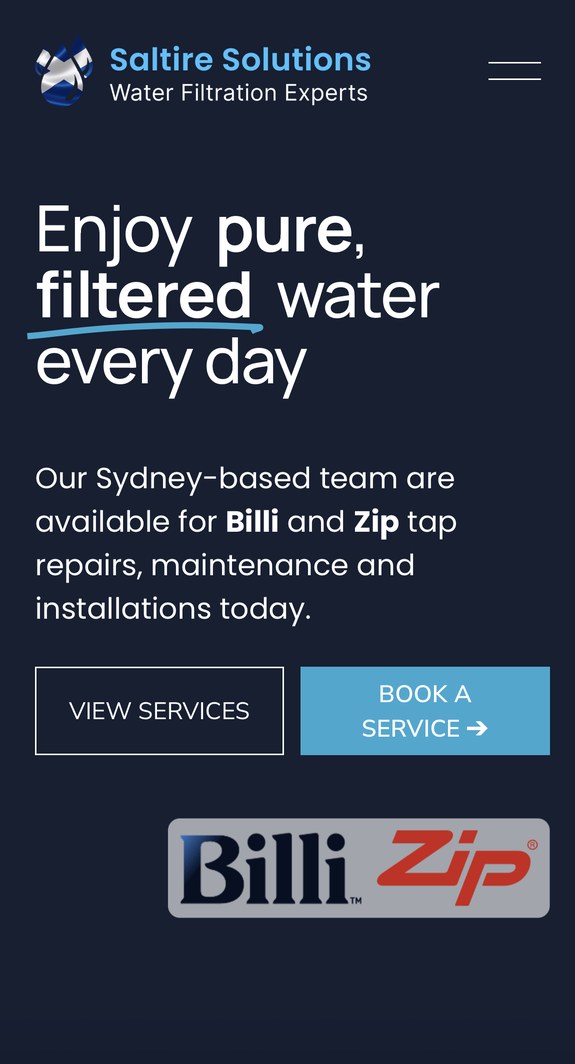 Saltire Solutions
Water Filtration Experts
Enjoy pure,
filtered water
every day
Our Sydney-based team are
available for Billi and Zip tap
repairs, maintenance and
installations today.
VIEW SERVICES
BOOK A
SERVICE ➔
Billi™ Zip®